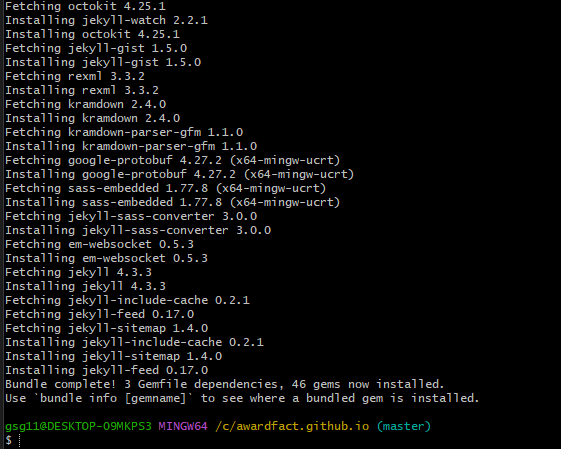 Fetching octokit 4.25.1
Installing jekyll-watch 2.2.1
Installing octokit 4.25.1
Fetching jekyll-gist 1.5.0
Installing jekyll-gist 1.5.0
Fetching rexml 3.3.2
Installing rexml 3.3.2
Fetching kramdown 2.4.0
Installing kramdown 2.4.0
Fetching kramdown-parser-gfm 1.1.0
Installing kramdown-parser-gfm 1.1.0
Fetching google-protobuf 4.27.2 (x64-mingw-ucrt)
Installing google-protobuf 4.27.2 (x64-mingw-ucrt)
Fetching sass-embedded 1.77.8 (x64-mingw-ucrt)
Installing sass-embedded 1.77.8 (x64-mingw-ucrt)
Fetching jekyll-sass-converter 3.0.0
Installing jekyll-sass-converter 3.0.0
Fetching em-websocket 0.5.3
Installing em-websocket 0.5.3
Fetching jekyll 4.3.3
Installing jekyll 4.3.3
Fetching jekyll-include-cache 0.2.1
Fetching jekyll-feed 0.17.0
Fetching jekyll-sitemap 1.4.0
Installing jekyll-include-cache 0.2.1
Installing jekyll-sitemap 1.4.0
Installing jekyll-feed 0.17.0
Bundle complete! 3 Gemfile dependencies, 46 gems now installed.
Use `bundle info [gemname]` to see where a bundled gem is installed.
gsg11@DESKTOP-O9MKPS3 MINGW64 /c/awardfact.github.io (master)
$